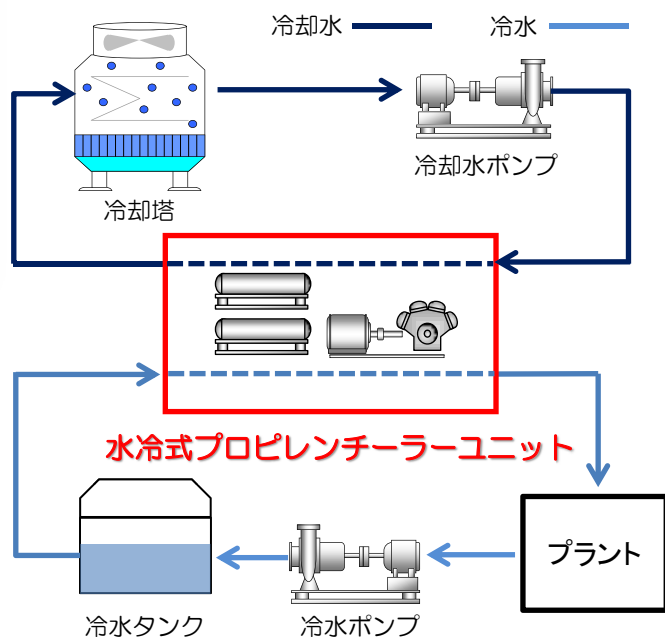 冷却水
冷水
冷却水ポンプ
冷却塔
水冷式プロピレンチーラーユニット
プラント
冷水タンク
冷水ポンプ